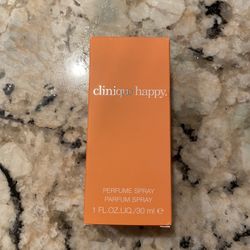 clinique happy.
PERFUME SPRAY
PARFUM SPRAY
1 FL.OZ.LIQ./30 ml e